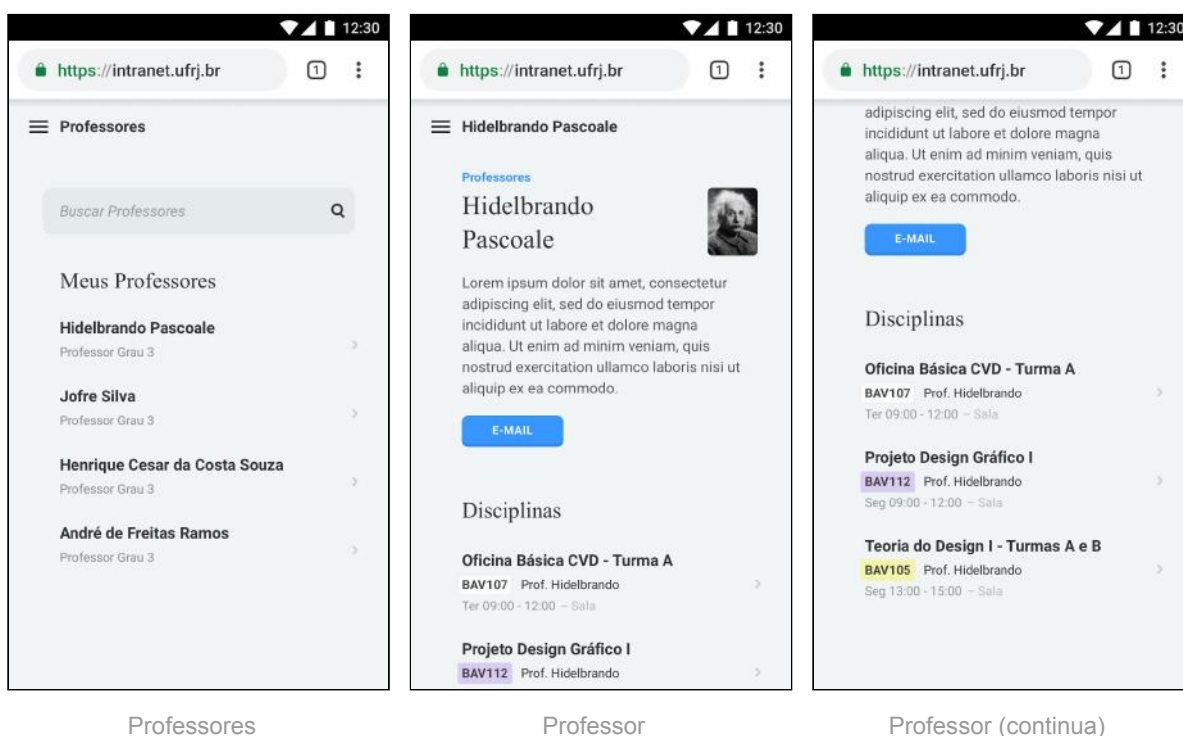 12:30
https://intranet.ufrj.br
1
Professores
Buscar Professores
Meus Professores
Hidelbrando Pascoale
Professor Grau 3
Jofre Silva
Professor Grau 3
Henrique Cesar da Costa Souza
Professor Grau 3
André de Freitas Ramos
Professor Grau 3
Professores
12:30
https://intranet.ufrj.br
1
Hidelbrando Pascoale
Professores
Hidelbrando
Pascoale
Lorem ipsum dolor sit amet, consectetur
adipiscing elit, sed do eiusmod tempor
incididunt ut labore et dolore magna
aliqua. Ut enim ad minim veniam, quis
nostrud exercitation ullamco laboris nisi ut
aliquip ex ea commodo.
E-MAIL
Disciplinas
Oficina Básica CVD - Turma A
BAV107 Prof. Hidelbrando
Ter 09:00 - 12:00 – Sala
Projeto Design Gráfico I
BAV112 Prof. Hidelbrando
Professor
12:30
https://intranet.ufrj.br
1
adipiscing elit, sed do eiusmod tempor
incididunt ut labore et dolore magna
aliqua. Ut enim ad minim veniam, quis
nostrud exercitation ullamco laboris nisi ut
aliquip ex ea commodo.
E-MAIL
Disciplinas
Oficina Básica CVD - Turma A
BAV107 Prof. Hidelbrando
Ter 09:00 - 12:00 – Sala
Projeto Design Gráfico I
BAV112 Prof. Hidelbrando
Seg 09:00 - 12:00 – Sala
Teoria do Design I - Turmas A e B
BAV105 Prof. Hidelbrando
Seg 13:00 - 15:00 – Sala
Professor (continua)